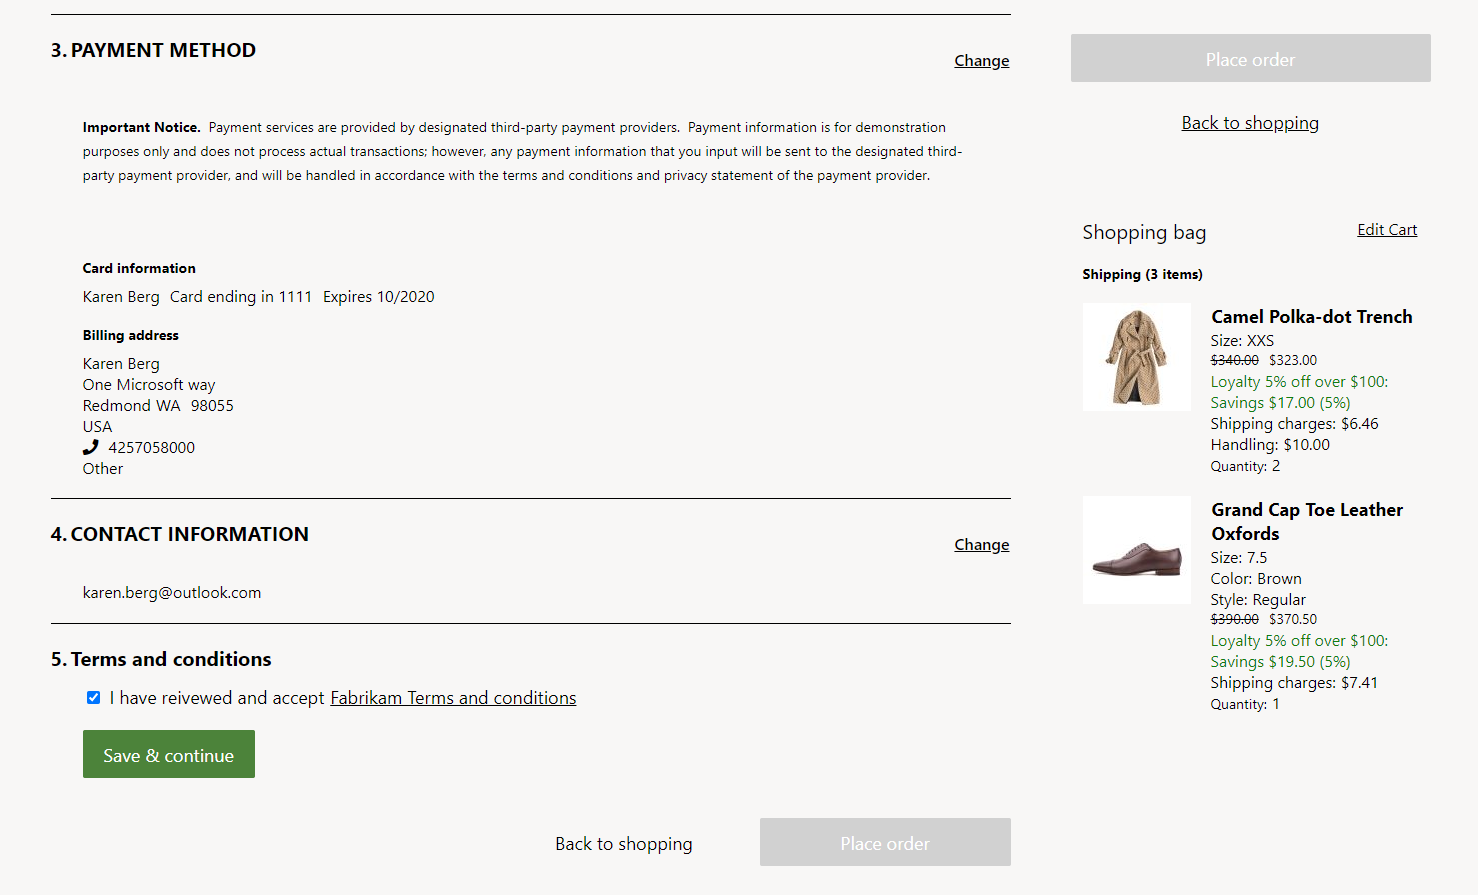 3. PAYMENT METHOD
Change
Important Notice.  Payment services are provided by designated third-party payment providers.  Payment information is for demonstration
purposes only and does not process actual transactions; however, any payment information that you input will be sent to the designated third-
party payment provider, and will be handled in accordance with the terms and conditions and privacy statement of the payment provider.
Card information
Karen Berg  Card ending in 1111  Expires 10/2020
Billing address
Karen Berg
One Microsoft way
Redmond WA  98055
USA
4257058000
Other
4. CONTACT INFORMATION
Change
karen.berg@outlook.com
5. Terms and conditions
I have reivewed and accept Fabrikam Terms and conditions
Save & continue
Back to shopping
Place order
Place order
Back to shopping
Shopping bag
Edit Cart
Shipping (3 items)
Camel Polka-dot Trench
Size: XXS
$340.00  $323.00
Loyalty 5% off over $100:
Savings $17.00 (5%)
Shipping charges: $6.46
Handling: $10.00
Quantity: 2
Grand Cap Toe Leather
Oxfords
Size: 7.5
Color: Brown
Style: Regular
$390.00  $370.50
Loyalty 5% off over $100:
Savings $19.50 (5%)
Shipping charges: $7.41
Quantity: 1